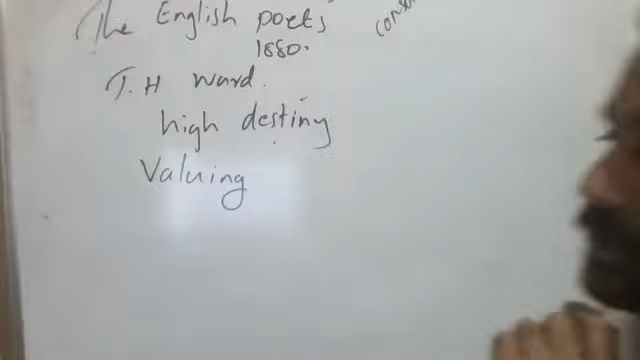 The English poets
1880.
T. H ward.
high destiny
Valuing